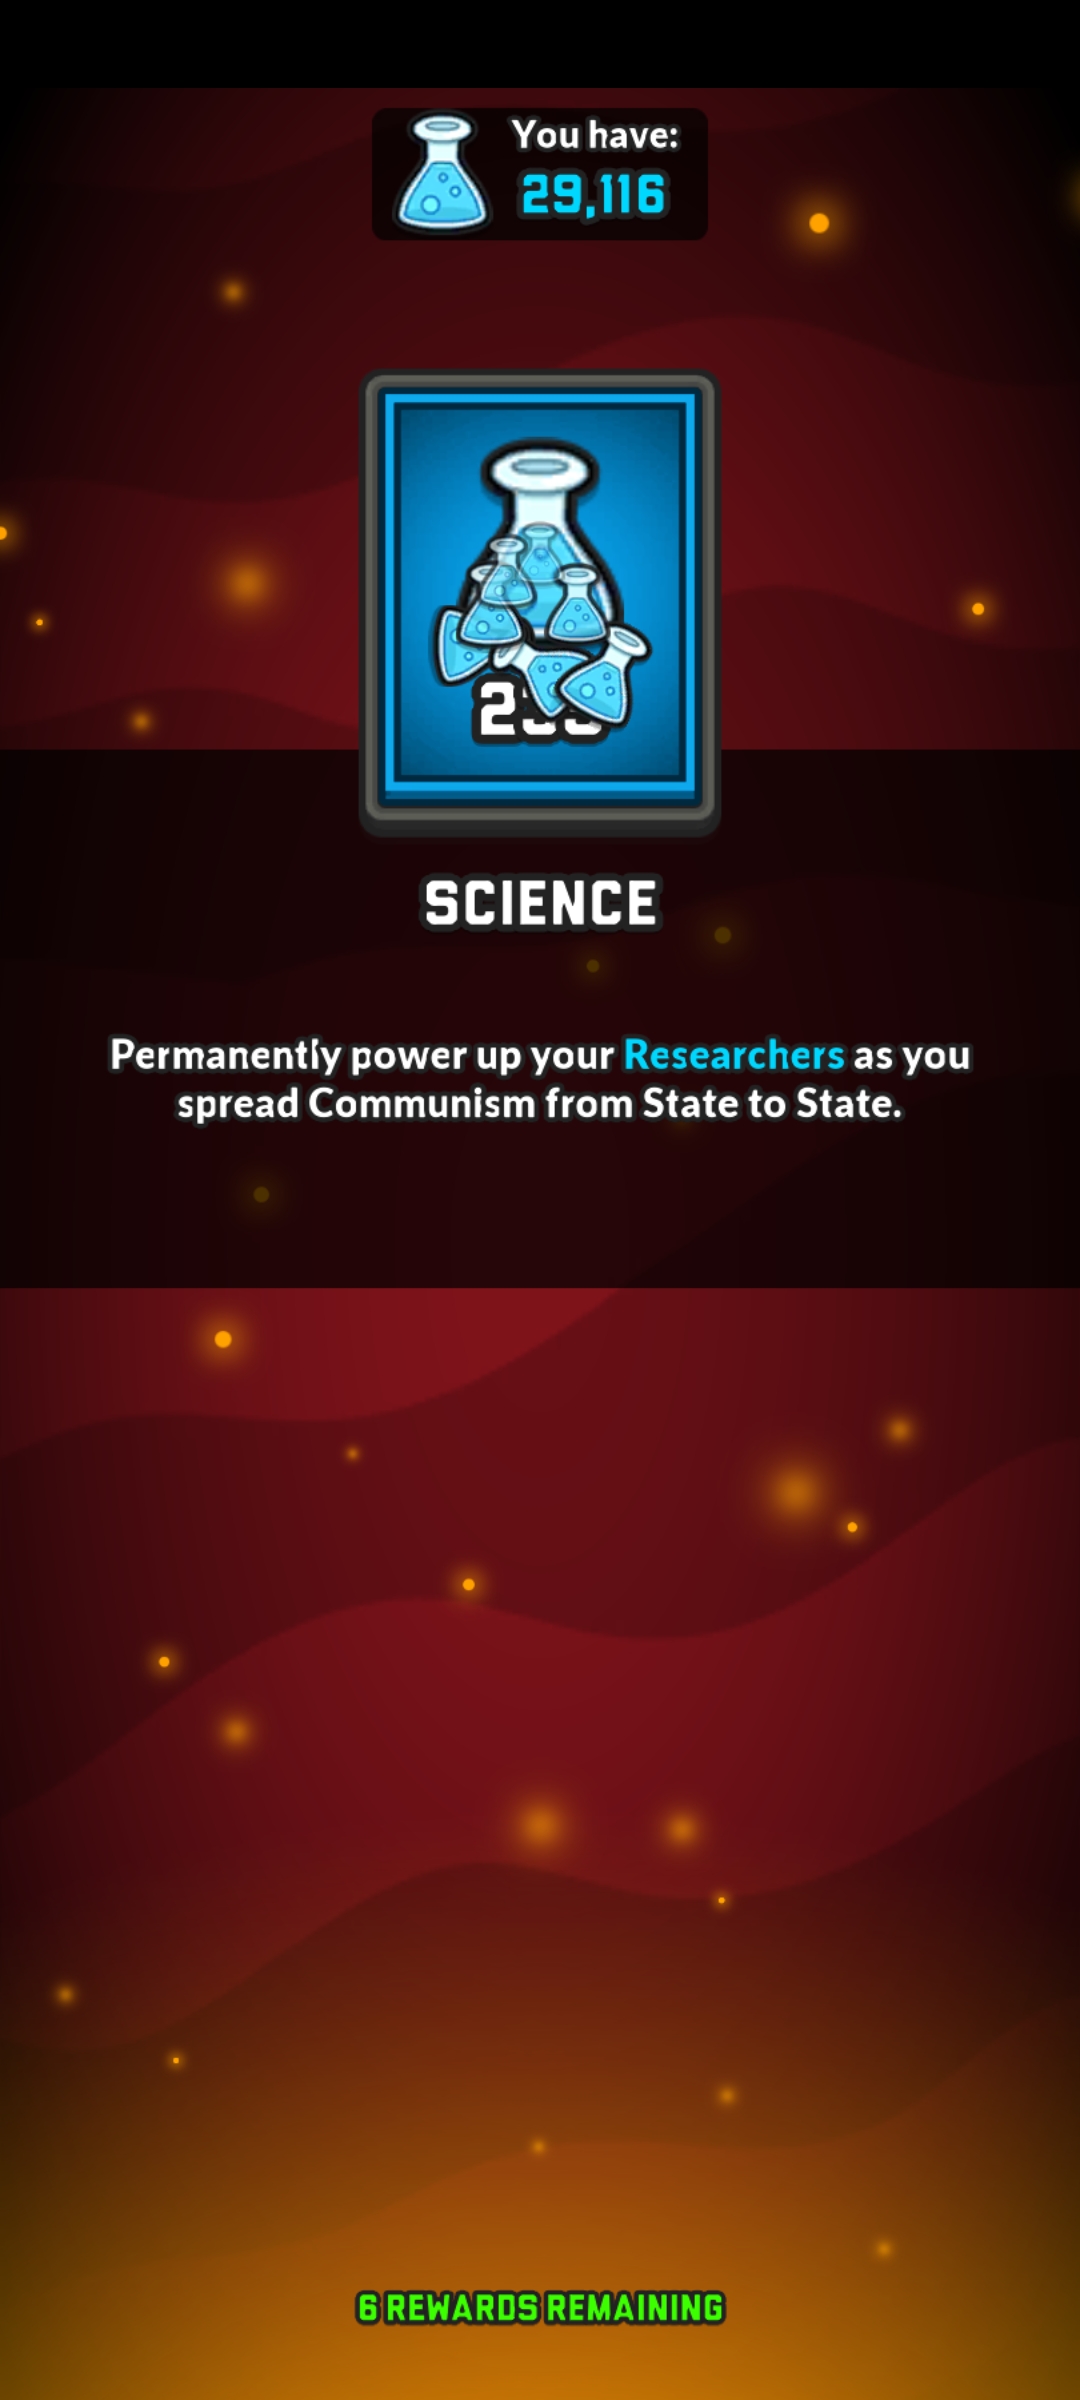 You have:
29,116
SCIENCE
Permanently power up your Researchers as you
spread Communism from State to State.
6 REWARDS REMAINING